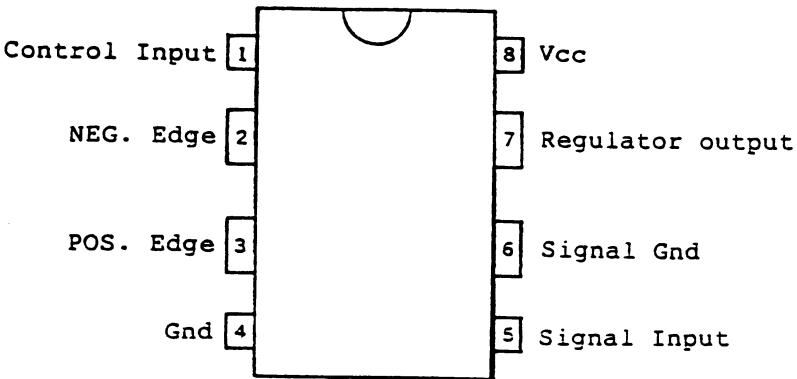 Control Input 1
8 Vcc
NEG. Edge 2
7 Regulator output
POS. Edge 3
6 Signal Gnd
Gnd 4
5 Signal Input